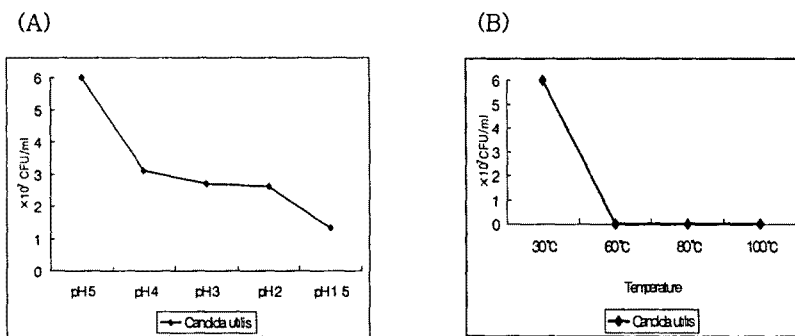 (A)
6
5
4
3
2
1
0
×10⁷ CFU/ml
pH5 pH4 pH3 pH2 pH1 5
Candida utilis
(B)
6
5
4
3
2
1
0
×10⁷ CFU/ml
30℃ 60℃ 80℃ 100℃
Temperature
Candida utilis